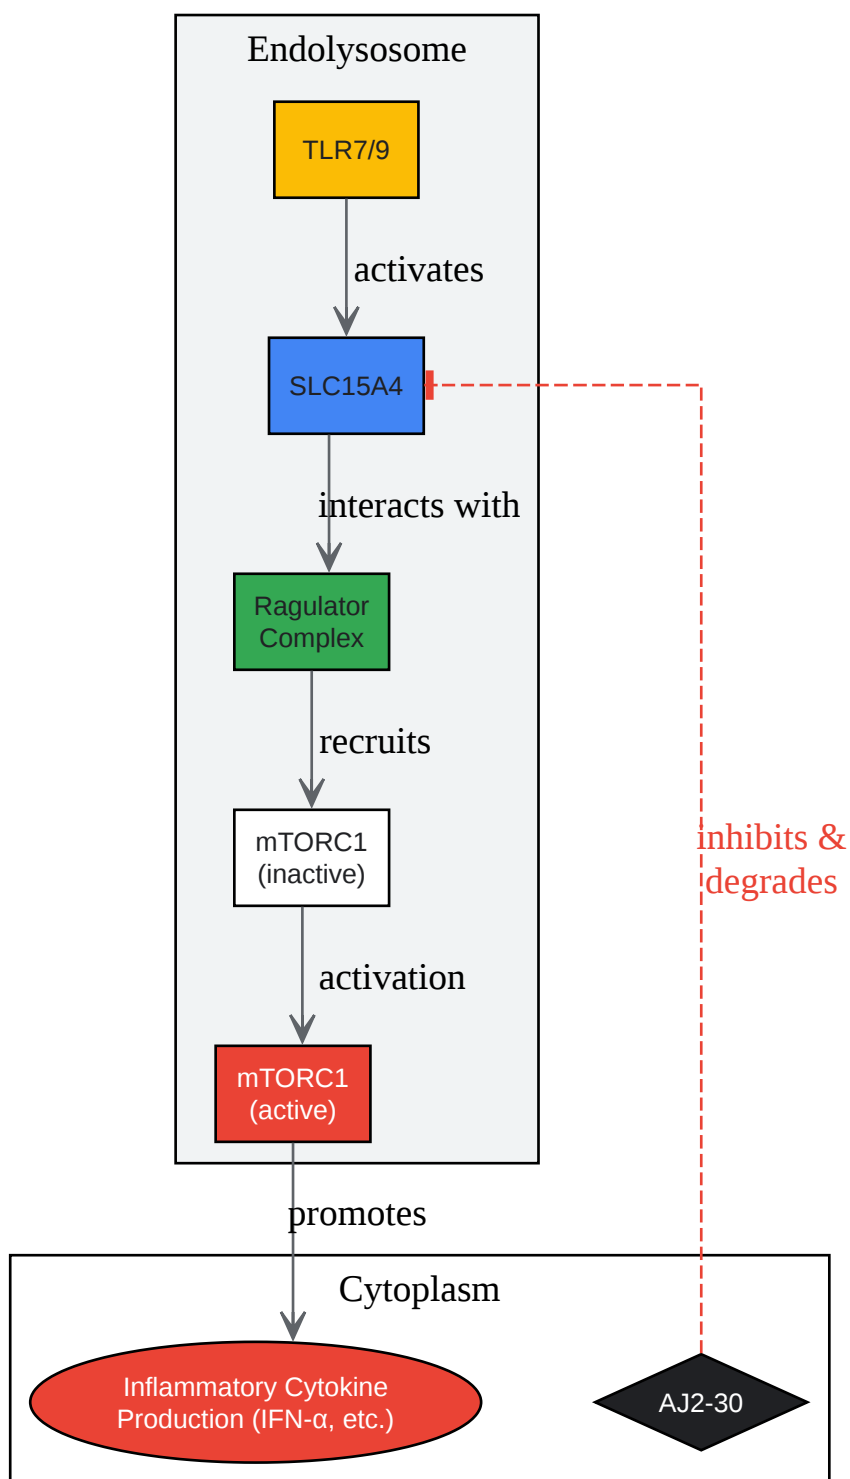 Endolysosome
TLR7/9
activates
SLC15A4
interacts with
Ragulator
Complex
recruits
mTORC1
(inactive)
inhibits &
degrades
activation
mTORC1
(active)
promotes
Cytoplasm
Inflammatory Cytokine
Production (IFN-α, etc.)
AJ2-30